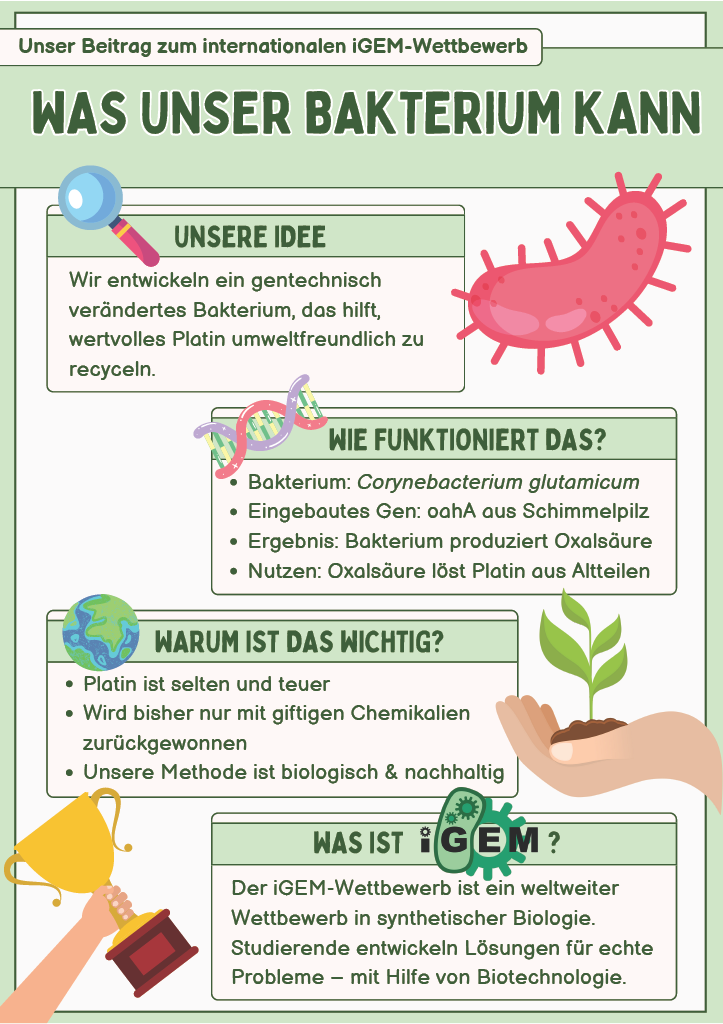 Unser Beitrag zum internationalen iGEM-Wettbewerb
WAS UNSER BAKTERIUM KANN
UNSERE IDEE
Wir entwickeln ein gentechnisch
verändertes Bakterium, das hilft,
wertvolles Platin umweltfreundlich zu
recyceln.
WIE FUNKTIONIERT DAS?
• Bakterium: Corynebacterium glutamicum
• Eingebautes Gen: oahA aus Schimmelpilz
• Ergebnis: Bakterium produziert Oxalsäure
• Nutzen: Oxalsäure löst Platin aus Altteilen
WARUM IST DAS WICHTIG?
• Platin ist selten und teuer
• Wird bisher nur mit giftigen Chemikalien
zurückgewonnen
• Unsere Methode ist biologisch & nachhaltig
WAS IST iGEM ?
Der iGEM-Wettbewerb ist ein weltweiter
Wettbewerb in synthetischer Biologie.
Studierende entwickeln Lösungen für echte
Probleme – mit Hilfe von Biotechnologie.